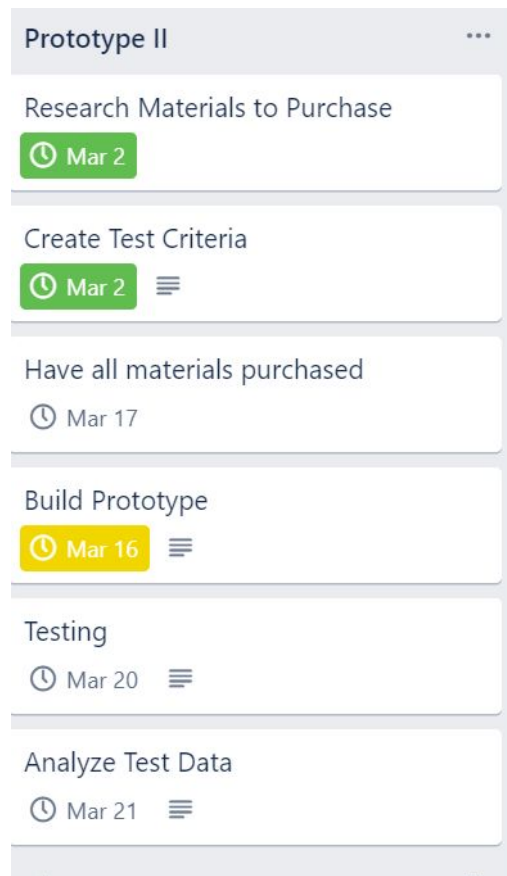 Prototype II
Research Materials to Purchase
Mar 2
Create Test Criteria
Mar 2
Have all materials purchased
Mar 17
Build Prototype
Mar 16
Testing
Mar 20
Analyze Test Data
Mar 21